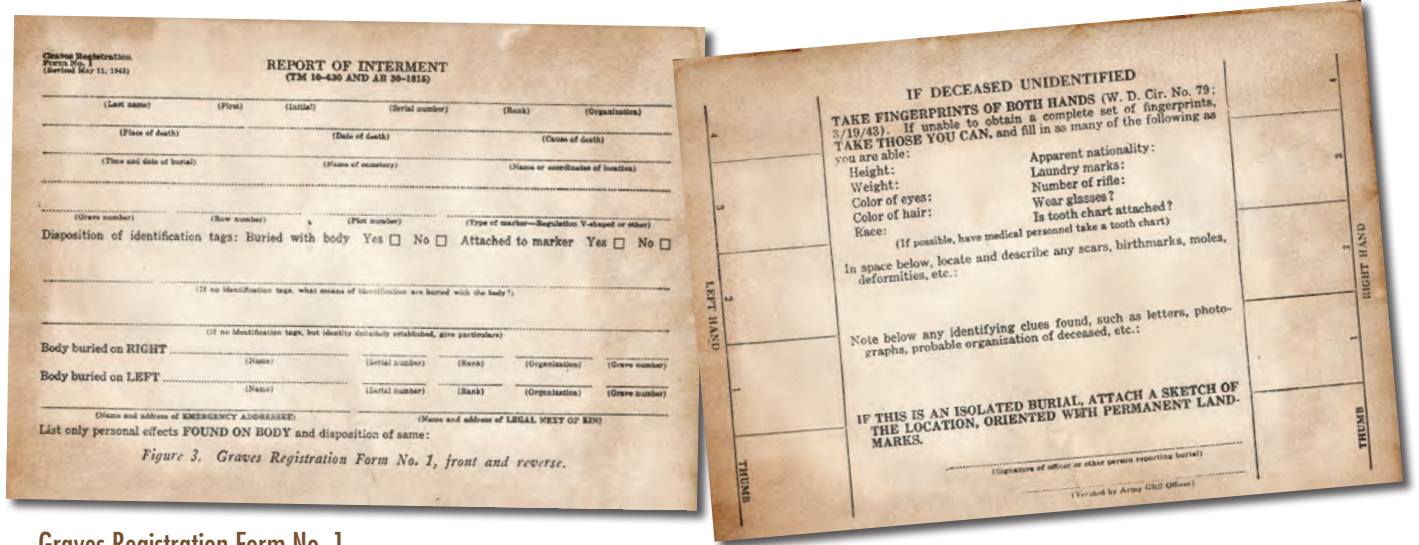 Graves Registration
Form No. 1
(Revised May 11, 1943)
REPORT OF INTERMENT
(TM 10-630 AND AR 30-1815)
(Last name) (First) (Initial) (Serial number) (Rank) (Organization)
(Place of death) (Date of death) (Cause of death)
(Time and date of burial) (Name of cemetery) (Name or coordinates of location)
(Grave number) (Row number) (Plot number) (Type of marker—Regulation V-shaped or other)
Disposition of identification tags: Buried with body Yes ☐ No ☐ Attached to marker Yes ☐ No ☐
(If no identification tags, what means of identification are buried with the body?)
(If no identification tags, but identity definitely established, give particulars)
Body buried on RIGHT
(Name) (Serial number) (Rank) (Organization) (Grave number)
Body buried on LEFT
(Name) (Serial number) (Rank) (Organization) (Grave number)
(Name and address of EMERGENCY ADDRESSEE) (Name and address of LEGAL NEXT OF KIN)
List only personal effects FOUND ON BODY and disposition of same:
Figure 3. Graves Registration Form No. 1, front and reverse.
Graves Registration Form No. 1
4
3
2
1
LEFT HAND
THUMB
IF DECEASED UNIDENTIFIED
TAKE FINGERPRINTS OF BOTH HANDS (W. D. Cir. No. 79;
3/19/43). If unable to obtain a complete set of fingerprints,
TAKE THOSE YOU CAN, and fill in as many of the following as
you are able:
Height:
Weight:
Color of eyes:
Color of hair:
Race:
Apparent nationality:
Laundry marks:
Number of rifle:
Wear glasses?
Is tooth chart attached?
(If possible, have medical personnel take a tooth chart)
In space below, locate and describe any scars, birthmarks, moles,
deformities, etc.:
Note below any identifying clues found, such as letters, photo-
graphs, probable organization of deceased, etc.:
IF THIS IS AN ISOLATED BURIAL, ATTACH A SKETCH OF
THE LOCATION, ORIENTED WITH PERMANENT LAND-
MARKS.
(Signature of officer or other person reporting burial)
(Verified by Army GRS Officer)
4
3
2
1
RIGHT HAND
THUMB